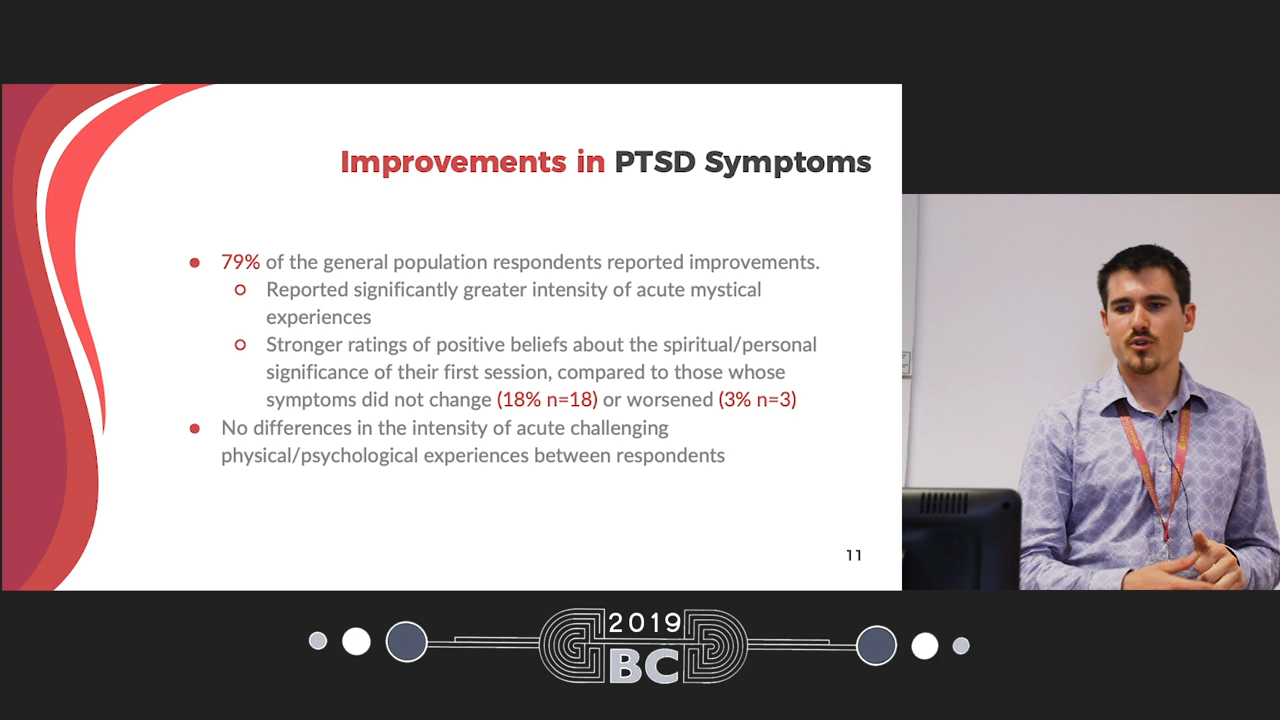 Improvements in PTSD Symptoms
79% of the general population respondents reported improvements.
Reported significantly greater intensity of acute mystical
experiences
Stronger ratings of positive beliefs about the spiritual/personal
significance of their first session, compared to those whose
symptoms did not change (18% n=18) or worsened (3% n=3)
No differences in the intensity of acute challenging
physical/psychological experiences between respondents
11
2019
BC